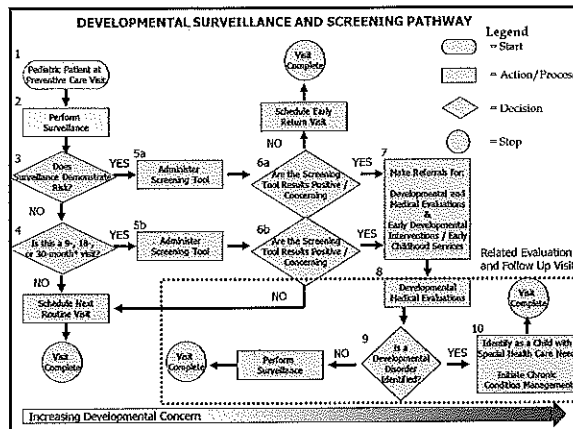 DEVELOPMENTAL SURVEILLANCE AND SCREENING PATHWAY
Legend
= Start
= Action/Process
= Decision
= Stop
1
Pediatric Patient at
Preventive Care Visit
2
Perform
Surveillance
3
Does
Surveillance Demonstrate
Risk?
YES
NO
5a
Administer
Screening Tool
6a
Are the Screening
Tool Results Positive /
Concerning
YES
NO
Schedule Early
Return Visit
Visit
Complete
4
Is this a 9-, 18-,
or 30-month* visit?
YES
NO
5b
Administer
Screening Tool
6b
Are the Screening
Tool Results Positive /
Concerning
YES
NO
7
Make Referrals for:
Developmental and
Medical Evaluations
&
Early Developmental
Interventions / Early
Childhood Services
Schedule Next
Routine Visit
Visit
Complete
Related Evaluation
and Follow Up Visit
8
Developmental
Medical Evaluations
9
Is a
Developmental
Disorder
Identified?
NO
Perform
Surveillance
Visit
Complete
YES
10
Identify as a Child with
Special Health Care Need
Initiate Chronic
Condition Management
Visit
Complete
Increasing Developmental Concern